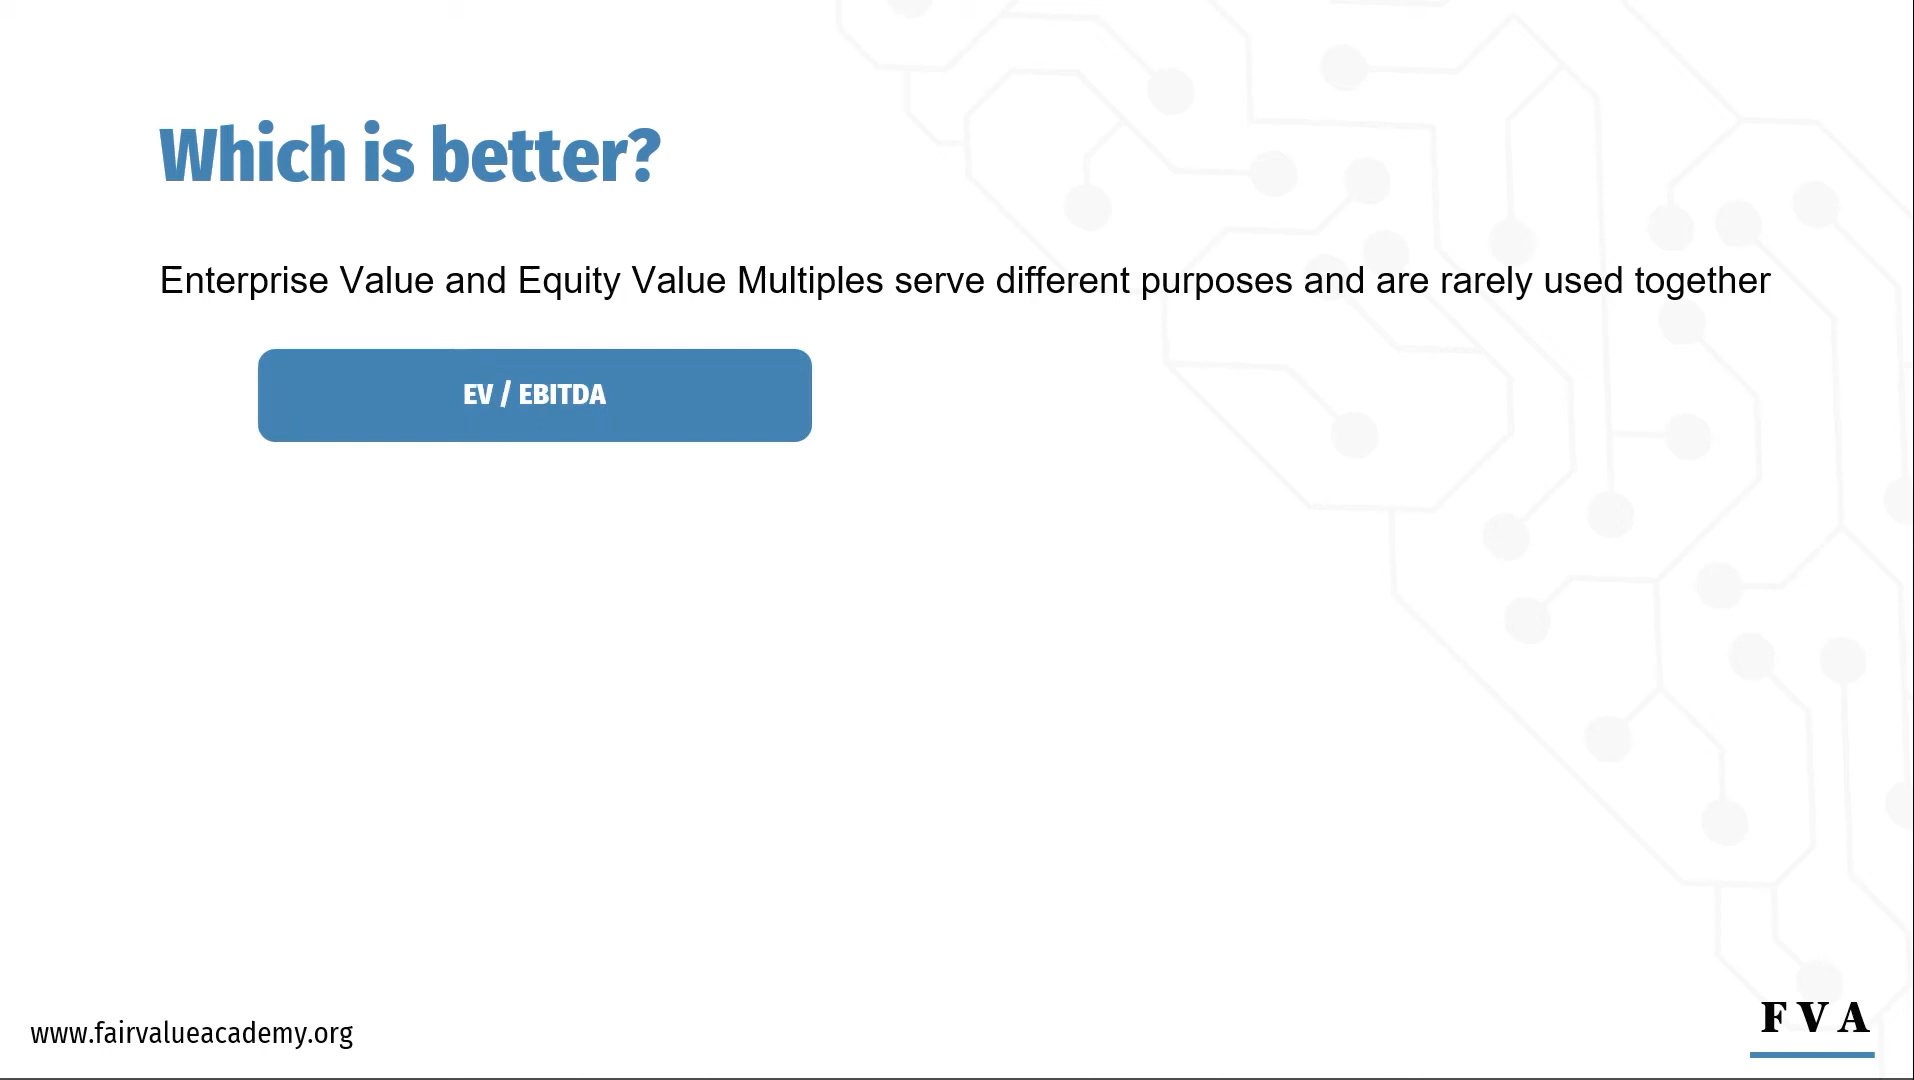 Which is better?
Enterprise Value and Equity Value Multiples serve different purposes and are rarely used together
EV / EBITDA
www.fairvalueacademy.org
FVA